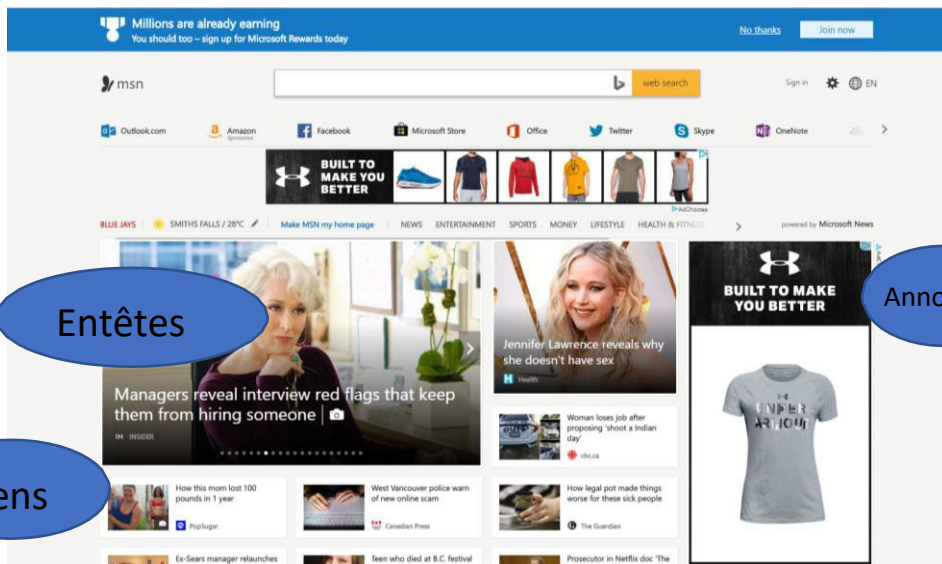 Millions are already earning
You should too – sign up for Microsoft Rewards today
No thanks
Join now
msn
web search
Sign in
EN
Outlook.com
Amazon
Sponsored
Facebook
Microsoft Store
Office
Twitter
Skype
OneNote
BUILT TO
MAKE YOU
BETTER
AdChoices
BLUE JAYS
SMITHS FALLS / 28°C
Make MSN my home page
NEWS
ENTERTAINMENT
SPORTS
MONEY
LIFESTYLE
HEALTH & FITNESS
powered by Microsoft News
Entêtes
Managers reveal interview red flags that keep
them from hiring someone
IN INSIDER
Jennifer Lawrence reveals why
she doesn't have sex
H Health
BUILT TO MAKE
YOU BETTER
UNDER
ARMOUR
Woman loses job after
proposing 'shoot a Indian
day'
cbc.ca
How this mom lost 100
pounds in 1 year
PopSugar
West Vancouver police warn
of new online scam
Canadian Press
How legal pot made things
worse for these sick people
The Guardian
Ex-Sears manager relaunches
Teen who died at B.C. festival
Prosecutor in Netflix doc 'The